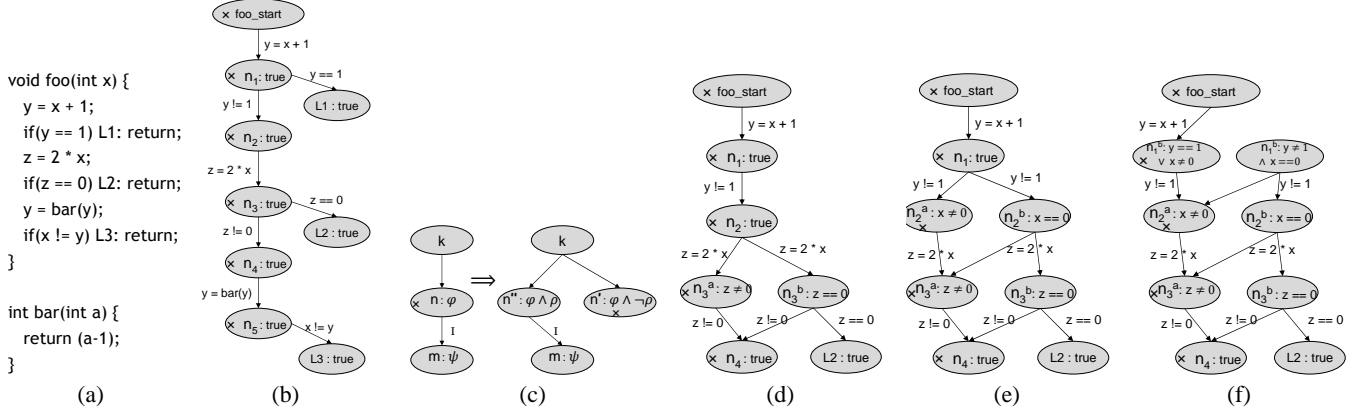 void foo(int x) {
y = x + 1;
if(y == 1) L1: return;
z = 2 * x;
if(z == 0) L2: return;
y = bar(y);
if(x != y) L3: return;
}
int bar(int a) {
return (a-1);
}
(a)
× foo_start
y = x + 1
× n1: true
y == 1
L1 : true
y != 1
× n2: true
z = 2 * x
× n3: true
z == 0
L2 : true
z != 0
× n4: true
y = bar(y)
× n5: true
x != y
L3 : true
(b)
k
× n: φ
I
m: ψ
⇒
k
n'': φ ∧ ρ
n': φ ∧ ¬ρ
×
I
m: ψ
(c)
× foo_start
y = x + 1
× n1: true
y != 1
× n2: true
z = 2 * x
z = 2 * x
×n3a: z ≠ 0
n3b: z == 0
z != 0
z != 0
z == 0
× n4: true
L2 : true
(d)
× foo_start
y = x + 1
× n1: true
y != 1
y != 1
n2a: x ≠ 0
×
n2b: x == 0
z = 2 * x
z = 2 * x
×n3a: z ≠ 0
n3b: z == 0
z != 0
z != 0
z == 0
× n4: true
L2 : true
(e)
× foo_start
y = x + 1
n1b: y == 1
× ∨ x≠0
n1b: y ≠ 1
∧ x==0
y != 1
y != 1
n2a: x ≠ 0
×
n2b: x == 0
z = 2 * x
z = 2 * x
×n3a: z ≠ 0
n3b: z == 0
z != 0
z != 0
z == 0
× n4: true
L2 : true
(f)